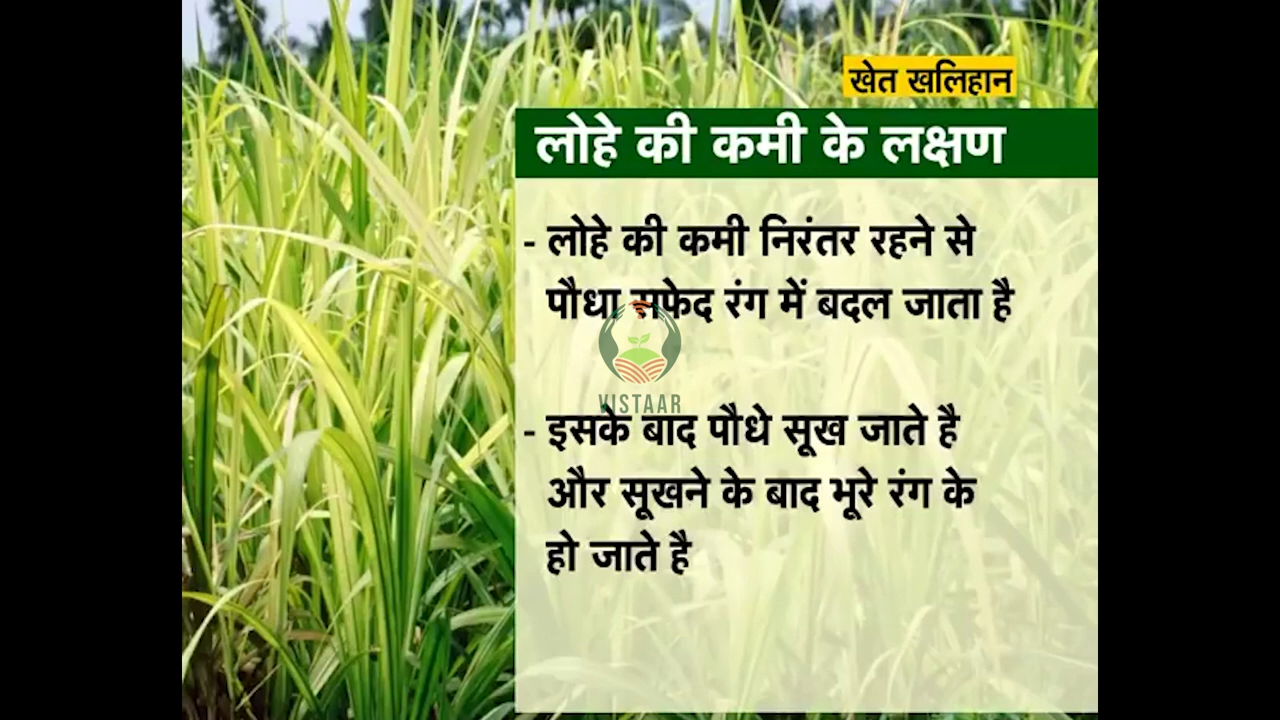 खेत खलिहान
लोहे की कमी के लक्षण
- लोहे की कमी निरंतर रहने से
पौधा सफेद रंग में बदल जाता है
VISTAAR
- इसके बाद पौधे सूख जाते है
और सूखने के बाद भूरे रंग के
हो जाते है